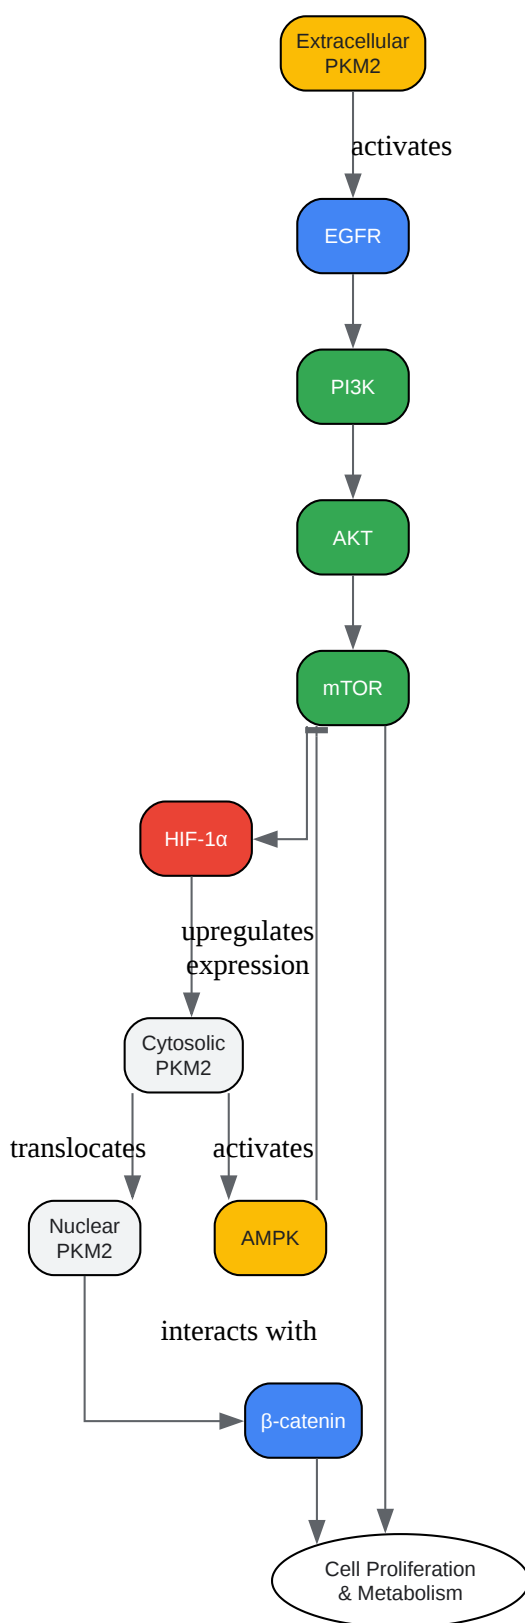 Extracellular
PKM2
activates
EGFR
PI3K
AKT
mTOR
HIF-1α
upregulates
expression
Cytosolic
PKM2
translocates
activates
Nuclear
PKM2
AMPK
interacts with
β-catenin
Cell Proliferation
& Metabolism